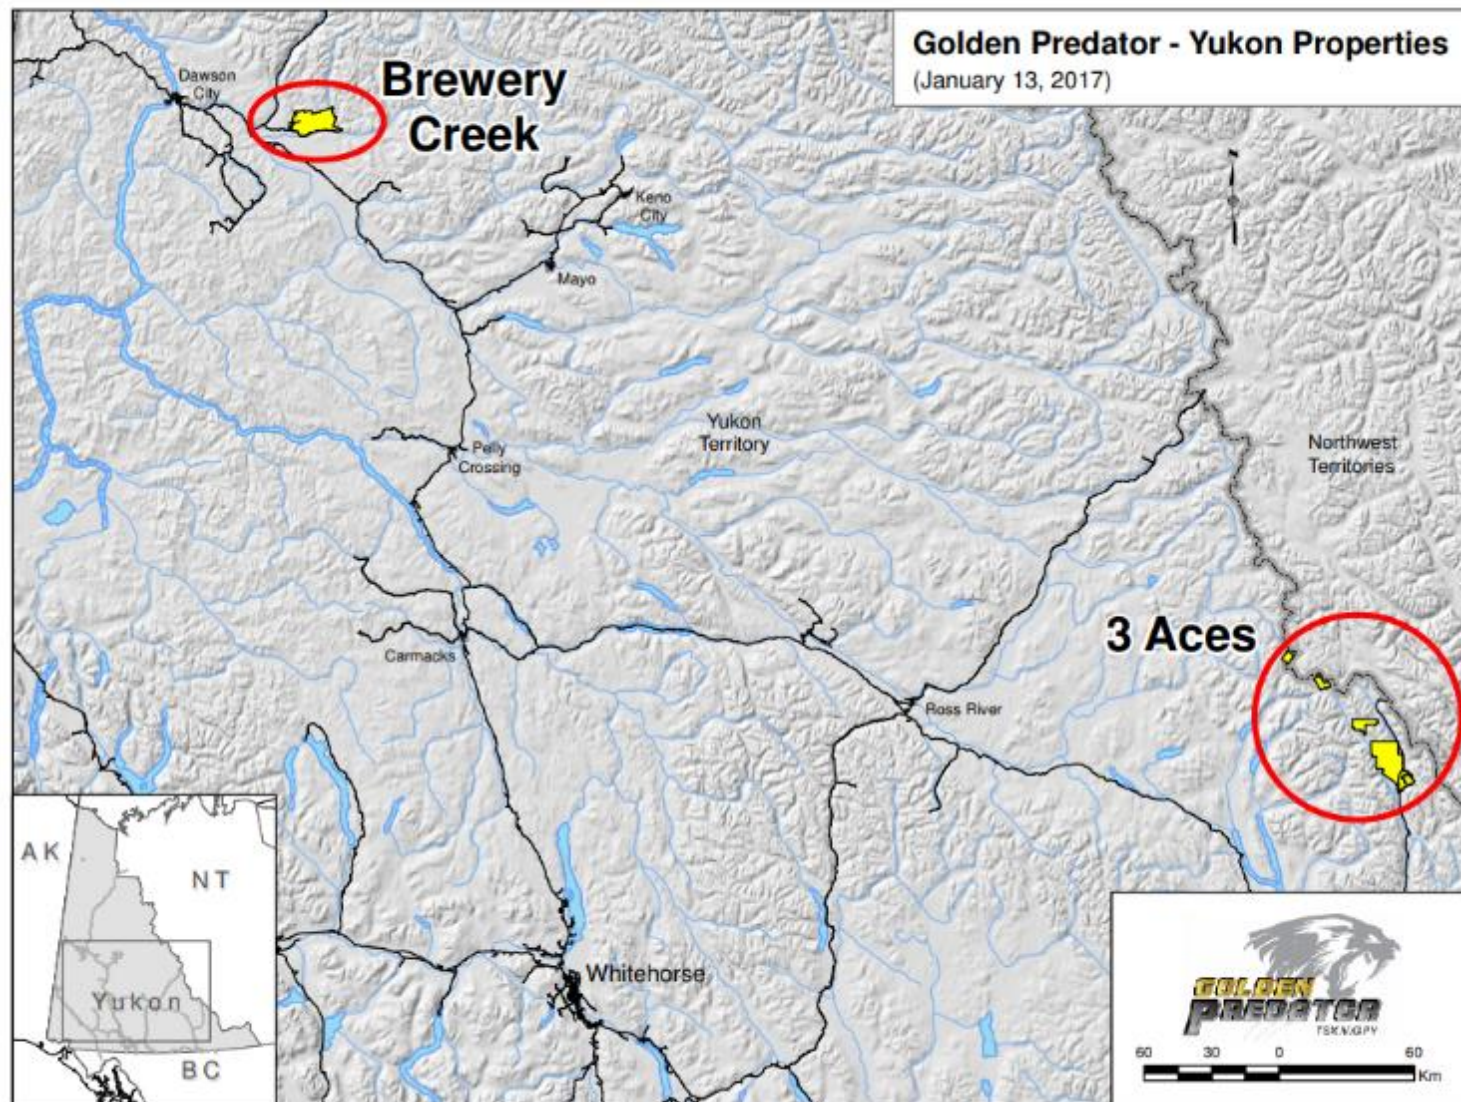 Golden Predator - Yukon Properties
(January 13, 2017)
Brewery
Creek
Dawson
City
Keno
City
Mayo
Yukon
Territory
Pelly
Crossing
Northwest
Territories
3 Aces
Carmacks
Ross River
Whitehorse
AK
NT
Yukon
BC
GOLDEN
PREDATOR
TSX.V:GPY
60 30 0 60
Km